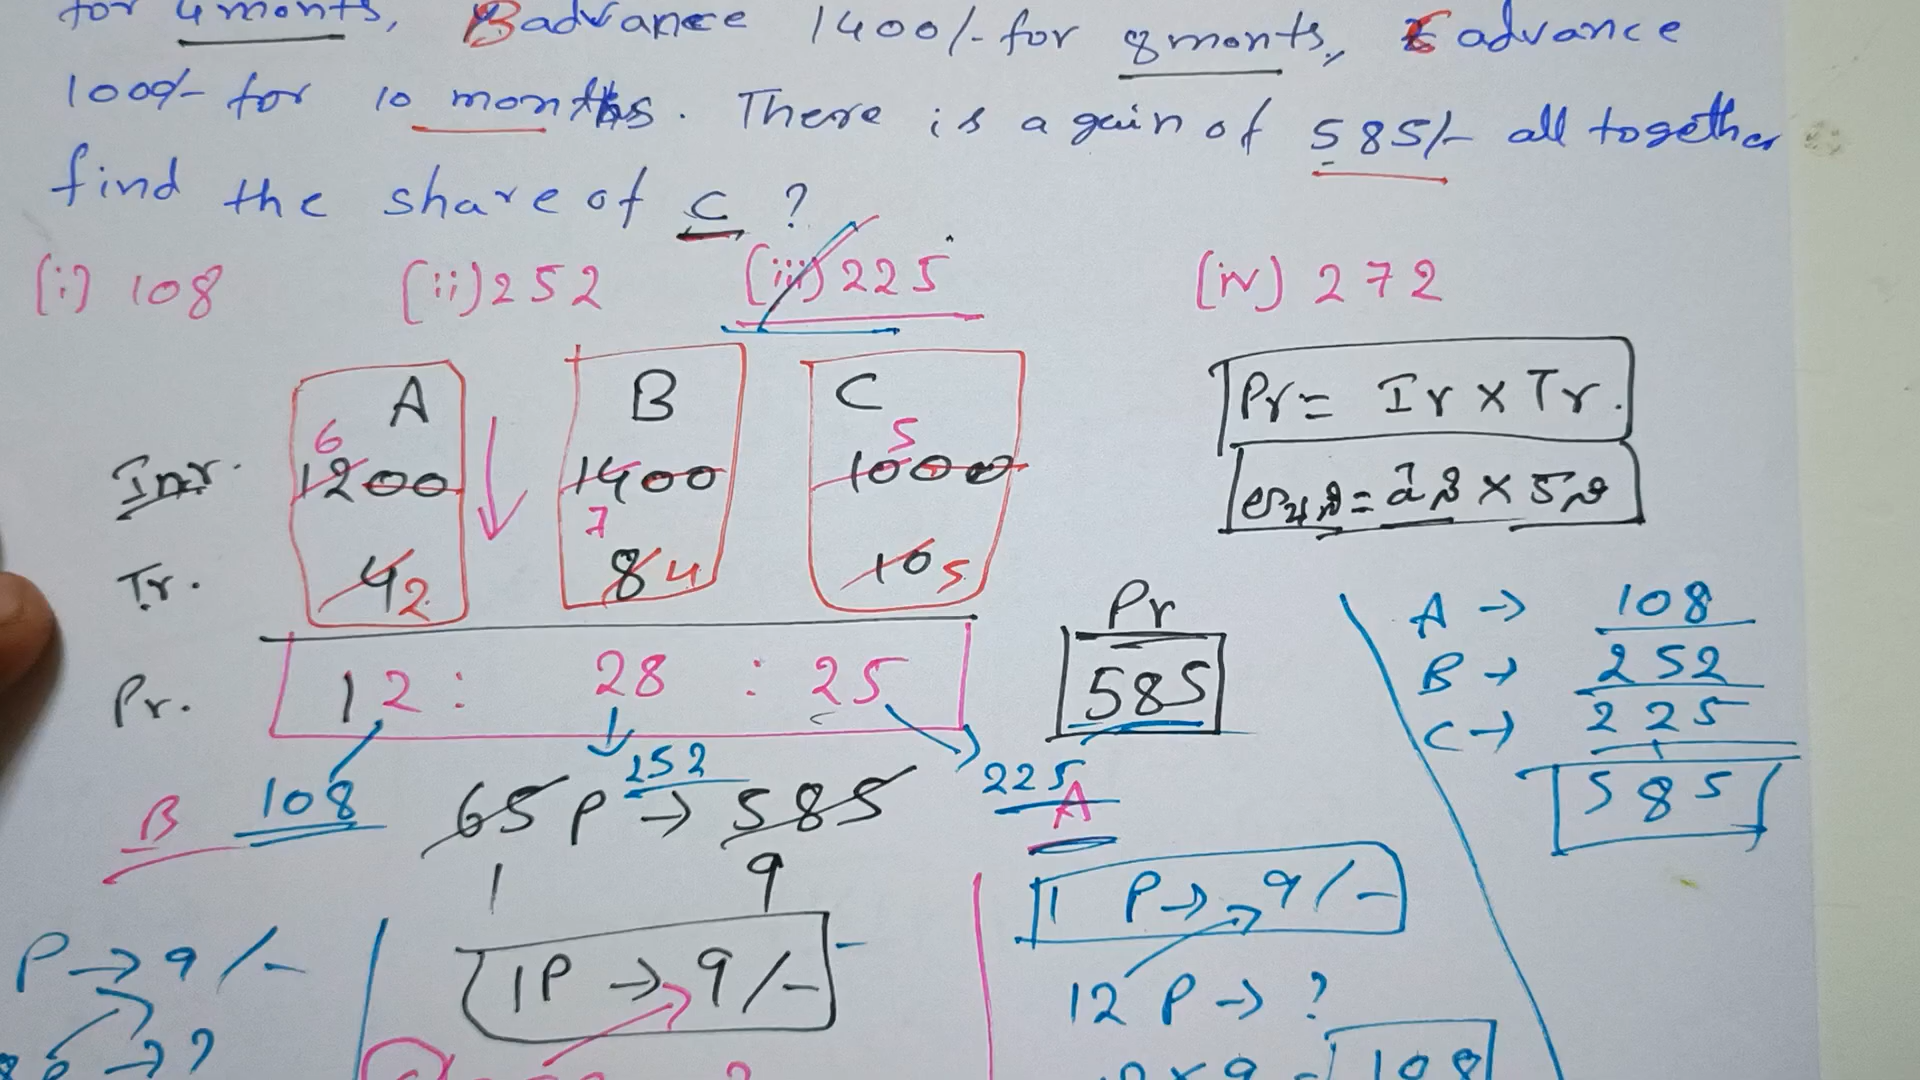 for 4 monts, B advance 1400/- for 8 monts, C advance
1000/- for 10 months. There is a gain of 585/- all together
find the share of C ?
(i) 108 (ii) 252 (iii) 225 (iv) 272
A B C
6 5
Inr. 1200 1400 1000
7
Tr. 4 2 8 4 10 5
Pr. 12 : 28 : 25
Pr = Ir x Tr.
Pr
585
A → 108
B → 252
C → 225
585
B 108 252 225 A
65 P → 585
1 9
1P → 9/-
P → 9/-
→ ?
1 P → 9/-
12 P → ?
108